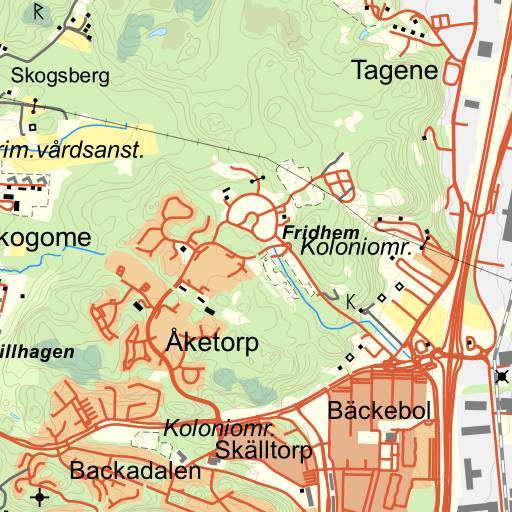 R
Skogsberg
Tagene
rim.vårdsanst.
kogome
Fridhem
Koloniomr.
K
Åketorp
illhagen
Bäckebol
Koloniomr.
Skälltorp
Backadalen